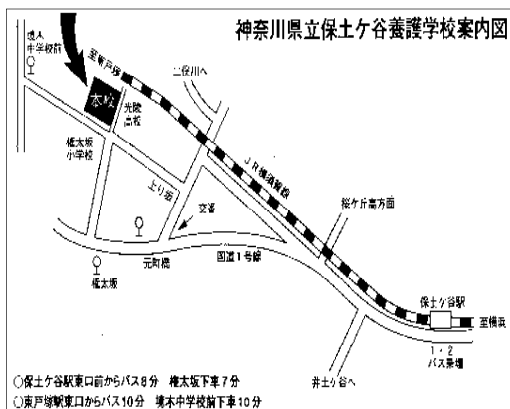 神奈川県立保土ケ谷養護学校案内図
境木
中学校前
至東戸塚
二俣川へ
本校
光陵
高校
権太坂
小学校
JR横須賀線
上り坂
交番
桜ケ丘高方面
元町橋
国道1号線
権太坂
保土ケ谷駅
至横浜
1・2
バス乗場
井土ケ谷へ
○保土ケ谷駅東口前からバス8分 権太坂下車7分
○東戸塚駅東口からバス10分 境木中学校前下車10分